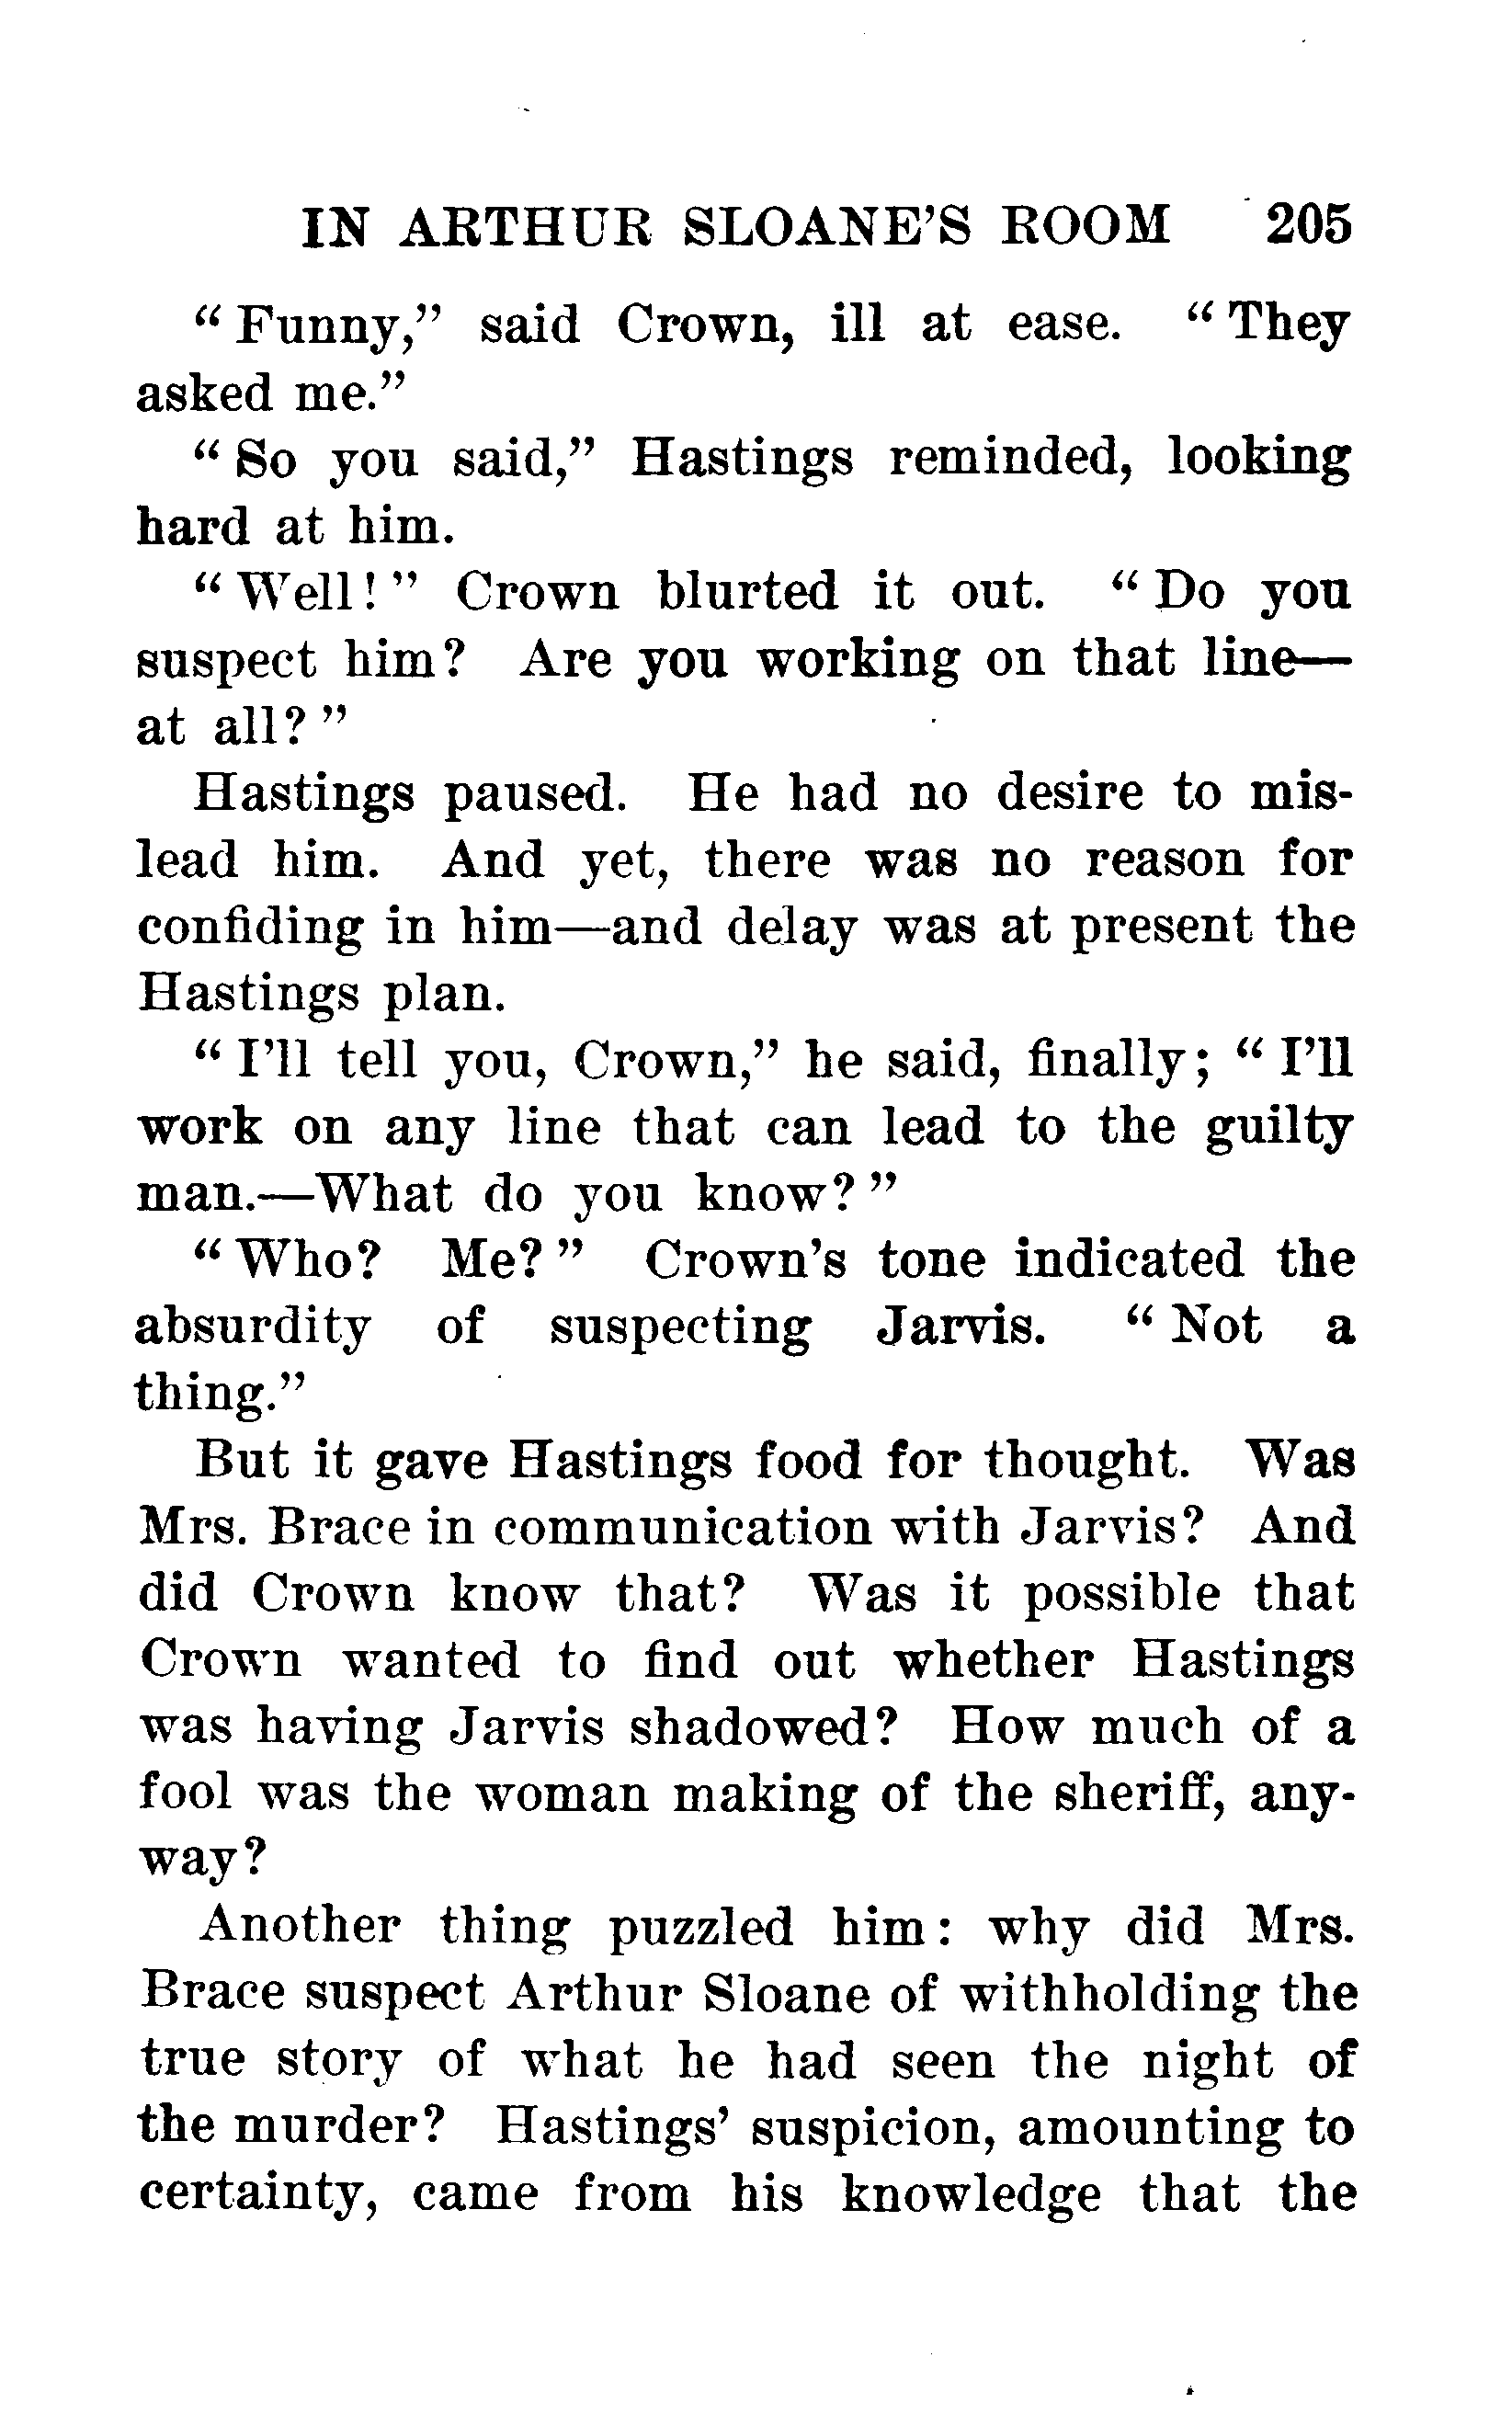 IN ARTHUR SLOANE'S ROOM 205
“Funny,” said Crown, ill at ease. “They
asked me.”
“So you said,” Hastings reminded, looking
hard at him.
“Well!” Crown blurted it out. “Do you
suspect him? Are you working on that line—
at all?”
Hastings paused. He had no desire to mis-
lead him. And yet, there was no reason for
confiding in him—and delay was at present the
Hastings plan.
“I'll tell you, Crown,” he said, finally; “I'll
work on any line that can lead to the guilty
man.—What do you know?”
“Who? Me?” Crown's tone indicated the
absurdity of suspecting Jarvis. “Not a
thing.”
But it gave Hastings food for thought. Was
Mrs. Brace in communication with Jarvis? And
did Crown know that? Was it possible that
Crown wanted to find out whether Hastings
was having Jarvis shadowed? How much of a
fool was the woman making of the sheriff, any-
way?
Another thing puzzled him: why did Mrs.
Brace suspect Arthur Sloane of withholding the
true story of what he had seen the night of
the murder? Hastings' suspicion, amounting to
certainty, came from his knowledge that the